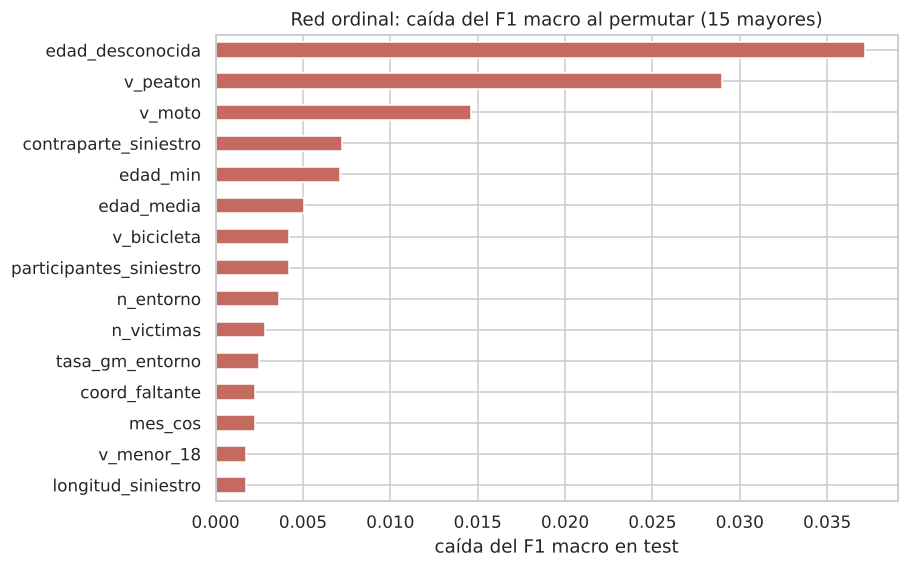 Red ordinal: caída del F1 macro al permutar (15 mayores)
edad_desconocida
v_peaton
v_moto
contraparte_siniestro
edad_min
edad_media
v_bicicleta
participantes_siniestro
n_entorno
n_victimas
tasa_gm_entorno
coord_faltante
mes_cos
v_menor_18
longitud_siniestro
0.000 0.005 0.010 0.015 0.020 0.025 0.030 0.035
caída del F1 macro en test